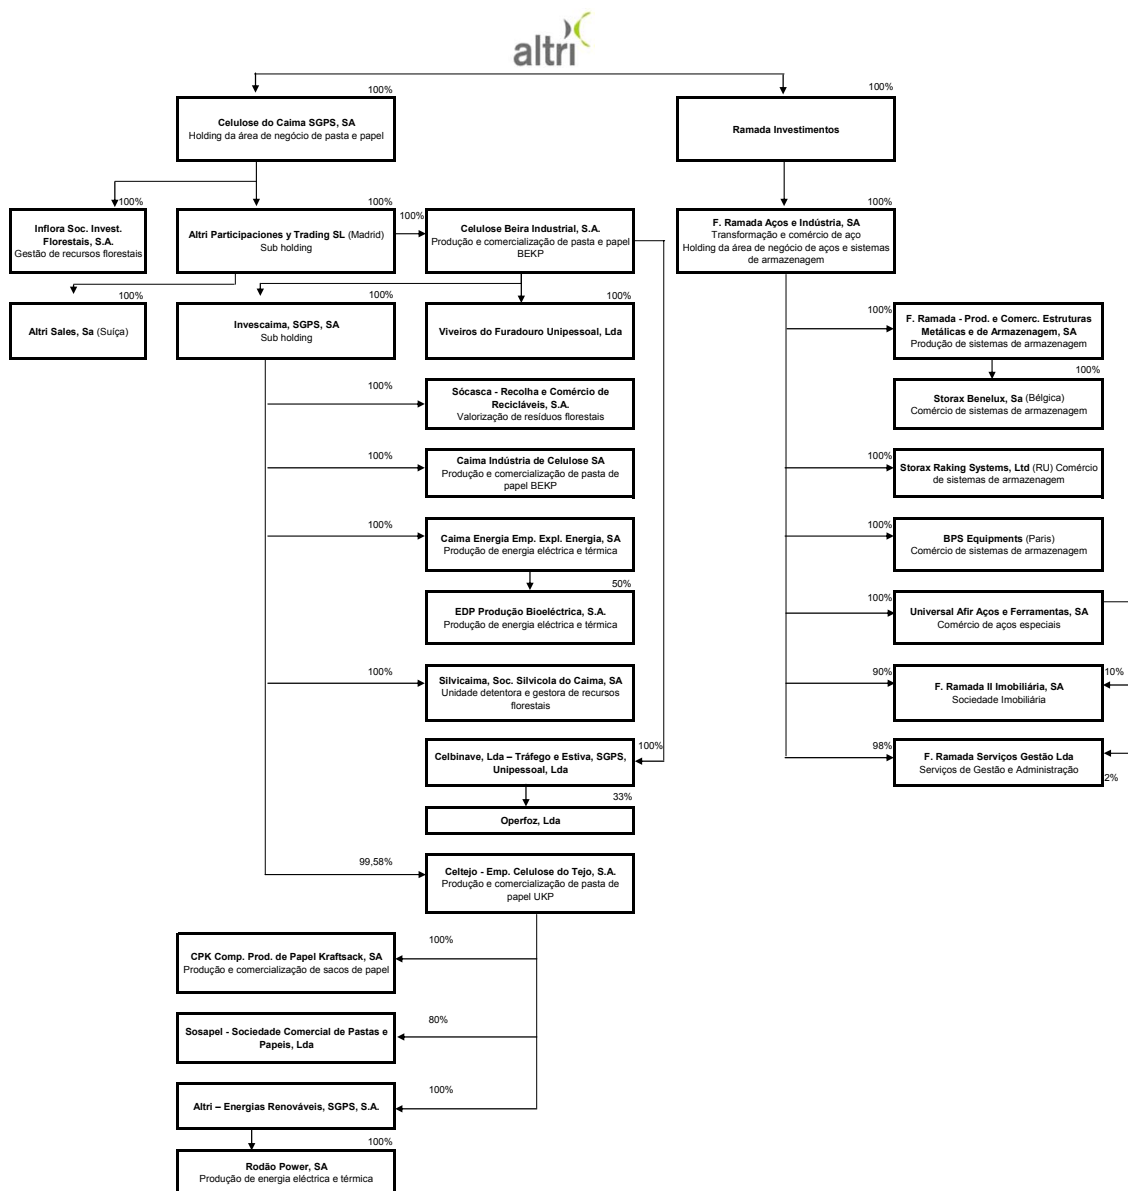 altri
100%
100%
Celulose do Caima SGPS, SA
Holding da área de negócio de pasta e papel
Ramada Investimentos
100%
100%
100%
100%
100%
Inflora Soc. Invest.
Florestais, S.A.
Gestão de recursos florestais
Altri Participaciones y Trading SL (Madrid)
Sub holding
Celulose Beira Industrial, S.A.
Produção e comercialização de pasta e papel
BEKP
F. Ramada Aços e Indústria, SA
Transformação e comércio de aço
Holding da área de negócio de aços e sistemas
de armazenagem
100%
100%
100%
Altri Sales, Sa (Suíça)
Invescaima, SGPS, SA
Sub holding
Viveiros do Furadouro Unipessoal, Lda
100%
F. Ramada - Prod. e Comerc. Estruturas
Metálicas e de Armazenagem, SA
Produção de sistemas de armazenagem
100%
100%
Sócasca - Recolha e Comércio de
Recicláveis, S.A.
Valorização de resíduos florestais
Storax Benelux, Sa (Bélgica)
Comércio de sistemas de armazenagem
100%
Caima Indústria de Celulose SA
Produção e comercialização de pasta de
papel BEKP
100%
Storax Raking Systems, Ltd (RU) Comércio
de sistemas de armazenagem
100%
Caima Energia Emp. Expl. Energia, SA
Produção de energia eléctrica e térmica
100%
BPS Equipments (Paris)
Comércio de sistemas de armazenagem
50%
EDP Produção Bioeléctrica, S.A.
Produção de energia eléctrica e térmica
100%
Universal Afir Aços e Ferramentas, SA
Comércio de aços especiais
100%
Silvicaima, Soc. Silvicola do Caima, SA
Unidade detentora e gestora de recursos
florestais
90%
F. Ramada II Imobiliária, SA
Sociedade Imobiliária
10%
100%
Celbinave, Lda – Tráfego e Estiva, SGPS,
Unipessoal, Lda
98%
F. Ramada Serviços Gestão Lda
Serviços de Gestão e Administração
2%
33%
Operfoz, Lda
99,58%
Celtejo - Emp. Celulose do Tejo, S.A.
Produção e comercialização de pasta de
papel UKP
100%
CPK Comp. Prod. de Papel Kraftsack, SA
Produção e comercialização de sacos de papel
80%
Sosapel - Sociedade Comercial de Pastas e
Papeis, Lda
100%
Altri – Energias Renováveis, SGPS, S.A.
100%
Rodão Power, SA
Produção de energia eléctrica e térmica